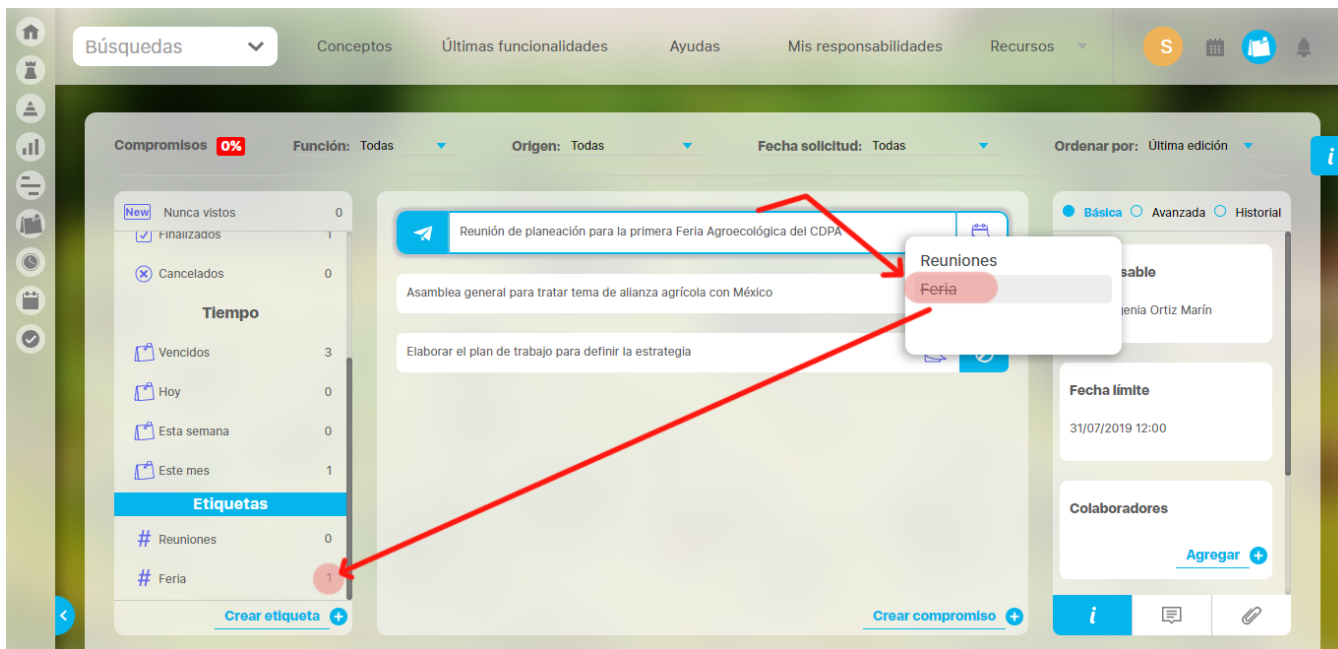 Búsquedas
Conceptos
Últimas funcionalidades
Ayudas
Mis responsabilidades
Recursos
S
Compromisos 0%
Función: Todas
Origen: Todas
Fecha solicitud: Todas
Ordenar por: Última edición
i
New Nunca vistos 0
Finalizados 1
Cancelados 0
Tiempo
Vencidos 3
Hoy 0
Esta semana 0
Este mes 1
Etiquetas
# Reuniones 0
# Feria 1
Crear etiqueta
Reunión de planeación para la primera Feria Agroecológica del CDPA
Asamblea general para tratar tema de alianza agrícola con México
Elaborar el plan de trabajo para definir la estrategia
Reuniones
Feria
Crear compromiso
Básica Avanzada Historial
sable
genia Ortiz Marín
Fecha límite
31/07/2019 12:00
Colaboradores
Agregar
i